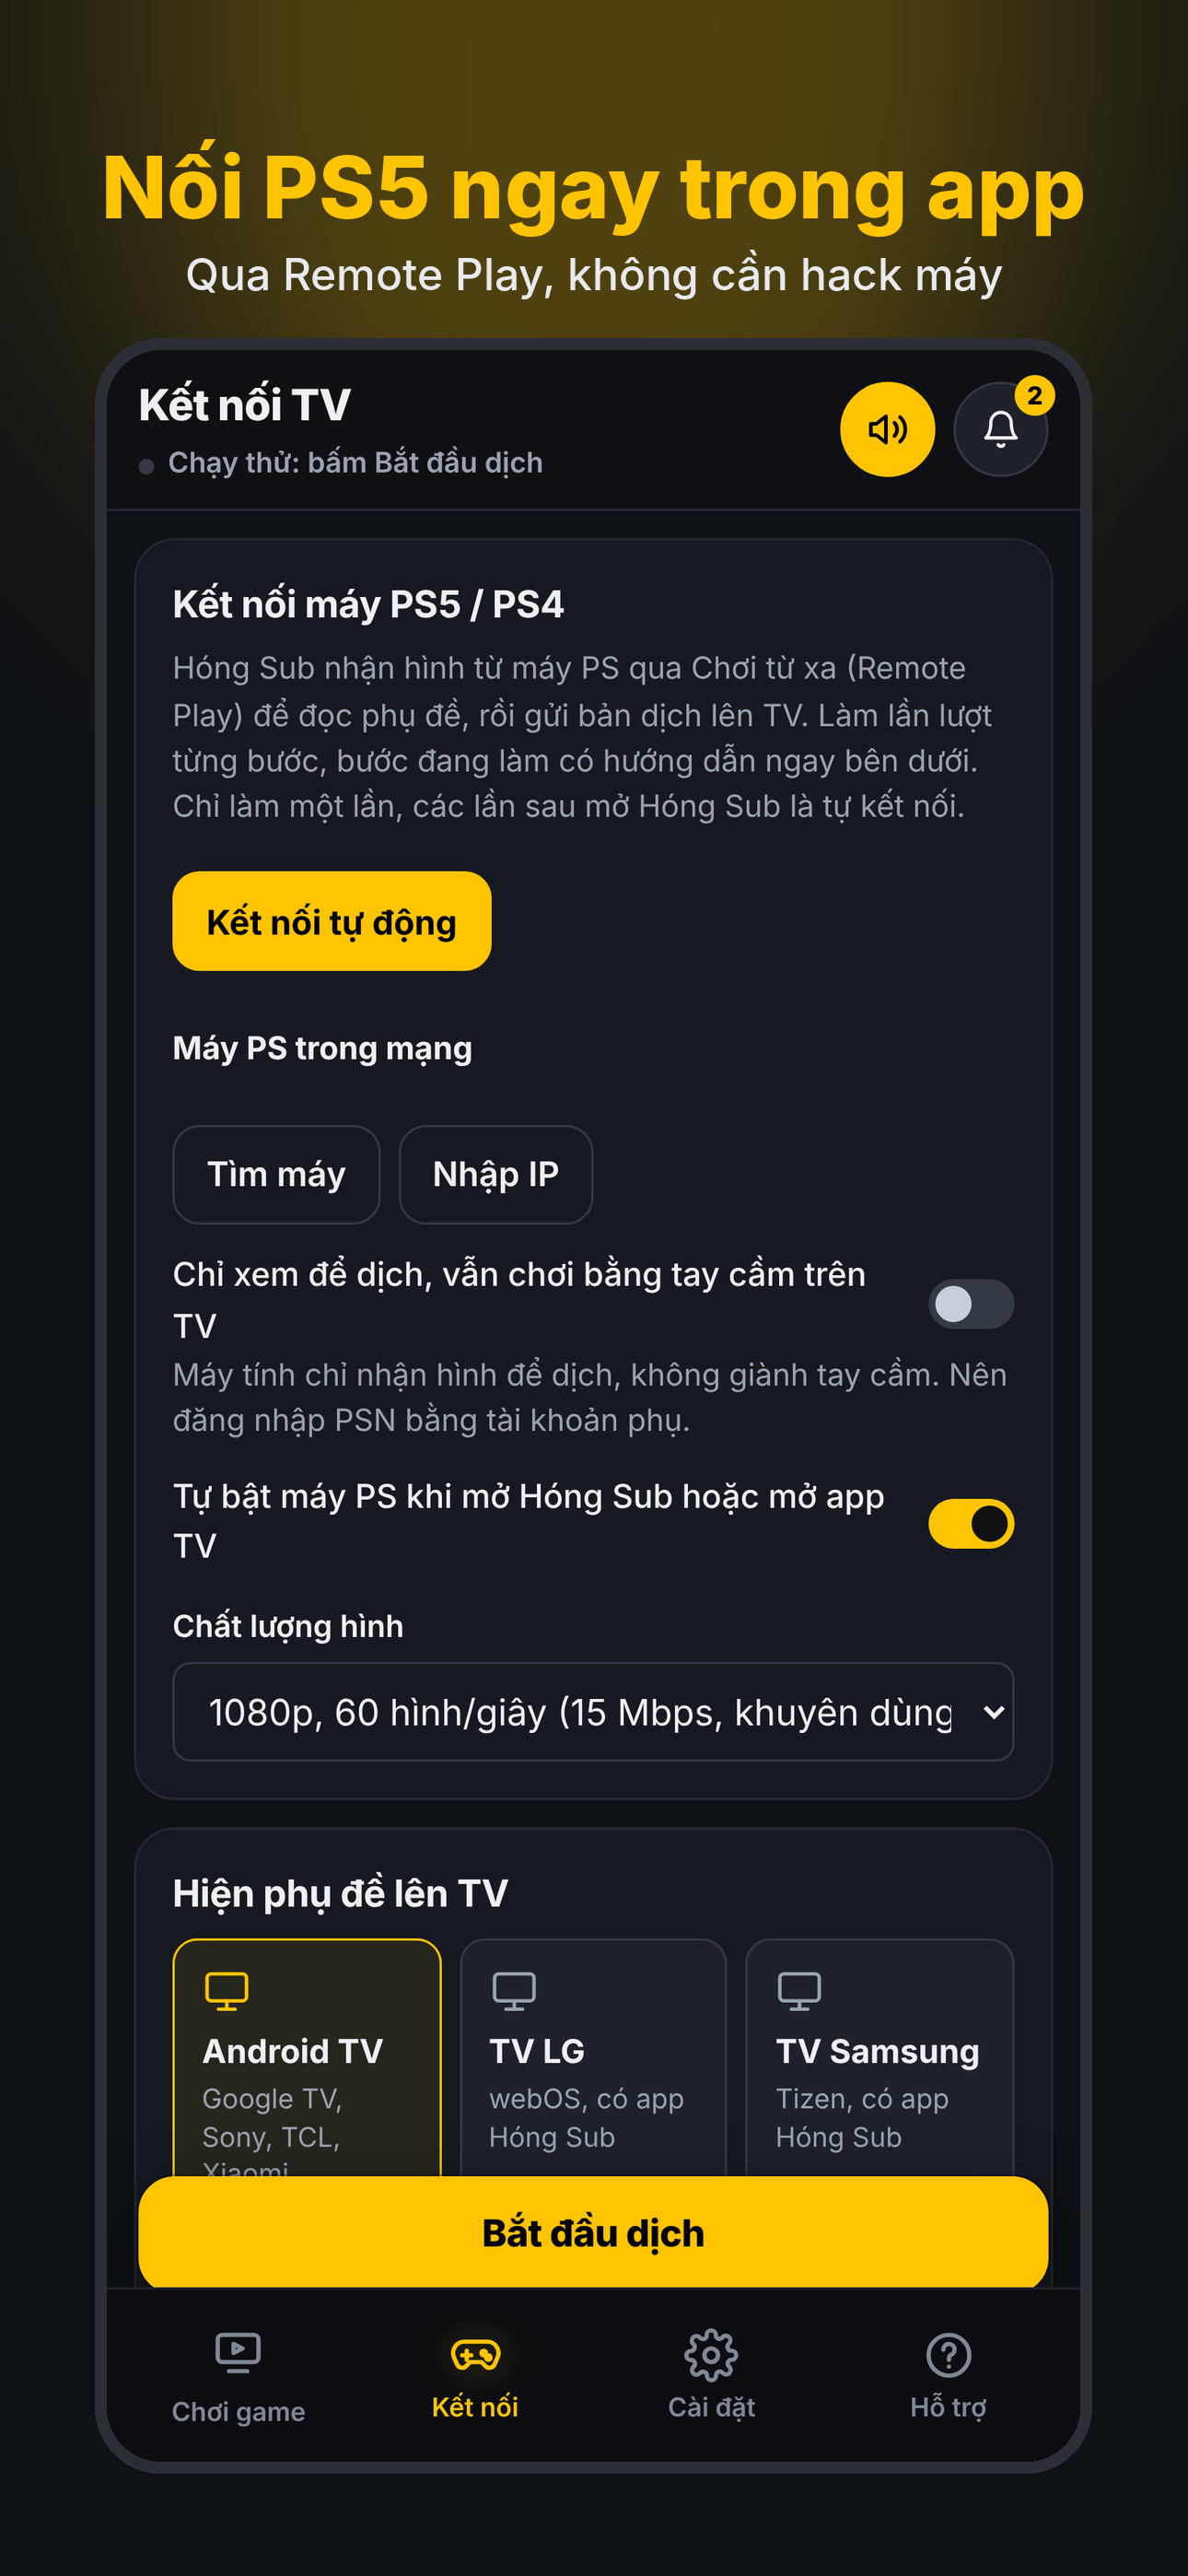 Nối PS5 ngay trong app
Qua Remote Play, không cần hack máy
Kết nối TV
Chạy thử: bấm Bắt đầu dịch
2
Kết nối máy PS5 / PS4
Hóng Sub nhận hình từ máy PS qua Chơi từ xa (Remote
Play) để đọc phụ đề, rồi gửi bản dịch lên TV. Làm lần lượt
từng bước, bước đang làm có hướng dẫn ngay bên dưới.
Chỉ làm một lần, các lần sau mở Hóng Sub là tự kết nối.
Kết nối tự động
Máy PS trong mạng
Tìm máy
Nhập IP
Chỉ xem để dịch, vẫn chơi bằng tay cầm trên
TV
Máy tính chỉ nhận hình để dịch, không giành tay cầm. Nên
đăng nhập PSN bằng tài khoản phụ.
Tự bật máy PS khi mở Hóng Sub hoặc mở app
TV
Chất lượng hình
1080p, 60 hình/giây (15 Mbps, khuyên dùng
Hiện phụ đề lên TV
Android TV
Google TV,
Sony, TCL,
Xiaomi
TV LG
webOS, có app
Hóng Sub
TV Samsung
Tizen, có app
Hóng Sub
Bắt đầu dịch
Chơi game
Kết nối
Cài đặt
Hỗ trợ